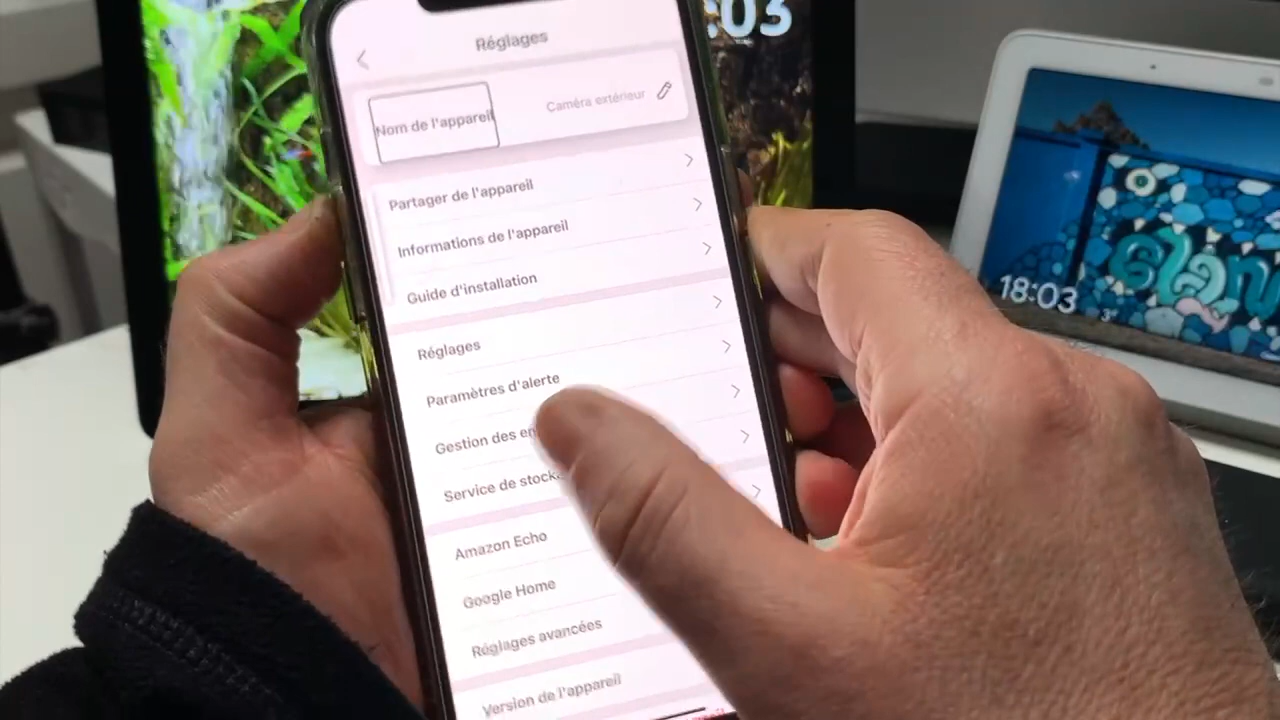 :03
Réglages
Nom de l'appareil
Caméra extérieur
Partager de l'appareil
Informations de l'appareil
Guide d'installation
Réglages
Paramètres d'alerte
Gestion des en
Service de stocka
Amazon Echo
Google Home
Réglages avancées
Version de l'appareil
18:03
3°